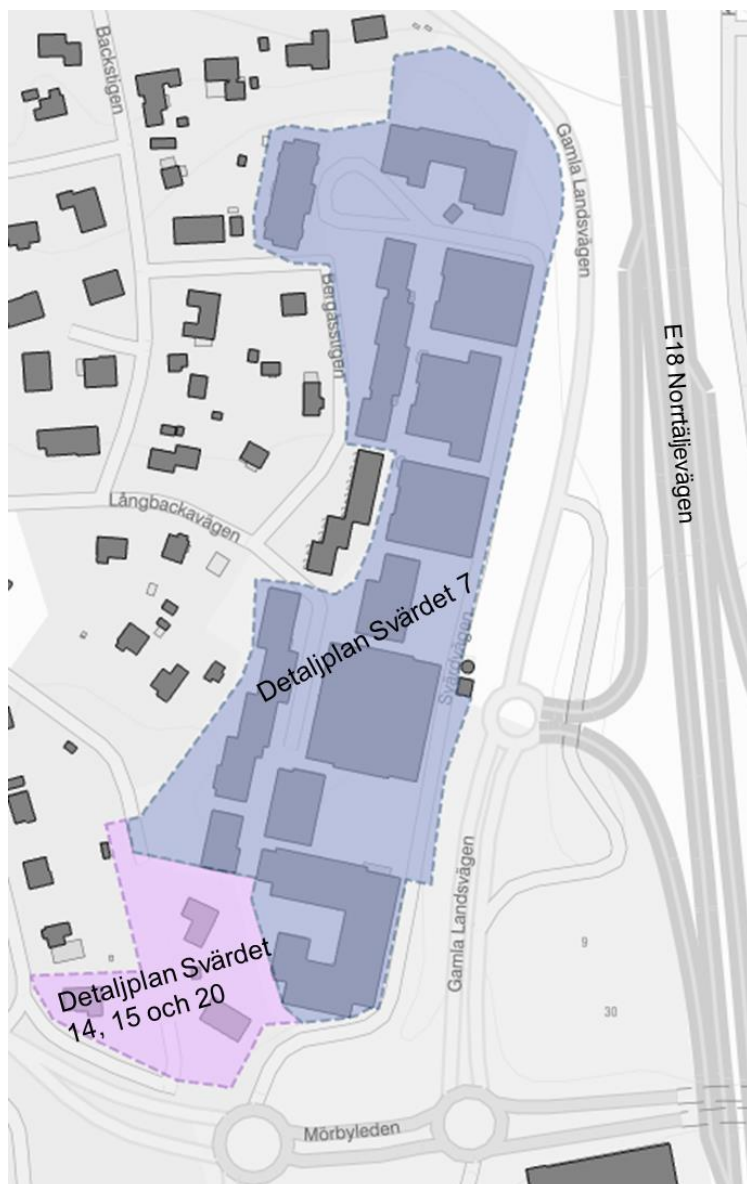 Backstigen
Gamla Landsvägen
Bergåsstigen
E18 Norrtäljevägen
Långbackavägen
Detaljplan Svärdet 7
Svärdvägen
Gamla Landsvägen
9
Detaljplan Svärdet
14, 15 och 20
30
Mörbyleden